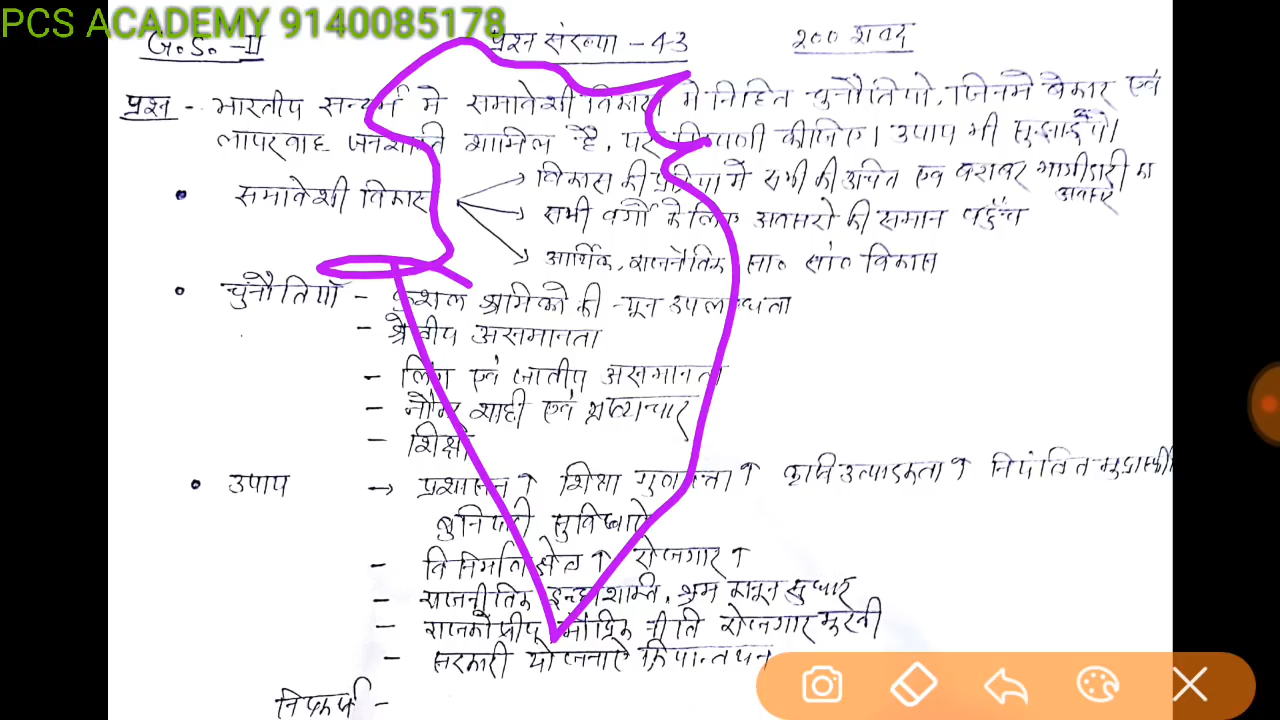 PCS ACADEMY 9140085178
G.S.-II प्रश्न संख्या - 43 200 शब्द
प्रश्न - भारतीय सन्दर्भ मे समावेशी विकास मे निहित चुनौतियो, जिनमे बेकार एवं
लापरवाह जनशक्ति शामिल है, पर टिप्पणी कीजिए। उपाय भी सुझाईये।
• समावेशी विकास → विकास की प्रक्रिया मे सभी की उचित एवं बराबर भागीदारी का अवसर
→ सभी वर्गों के लिए अवसरो की समान पहुँच
→ आर्थिक, राजनैतिक सा० सां० विकास
• चुनौतियाँ - कुशल श्रमिको की न्यून उपलब्धता
- क्षेत्रीय असमानता
- लिंग एवं जातीय असमानता
- नौकरशाही एवं भ्रष्टाचार
- शिक्षा
• उपाय → प्रशासन ↑ शिक्षा गुणवत्ता ↑ कृषि उत्पादकता ↑ नियंत्रित मुद्रास्फीति
बुनियादी सुविधाये
- विनिर्माण क्षेत्र ↑ रोजगार ↑
- राजनीतिक इच्छाशक्ति, श्रम कानून सुधार
- राजकोषीय मौद्रिक नीति रोजगार
- सरकारी योजनाएं क्रियान्वयन
निष्कर्ष -